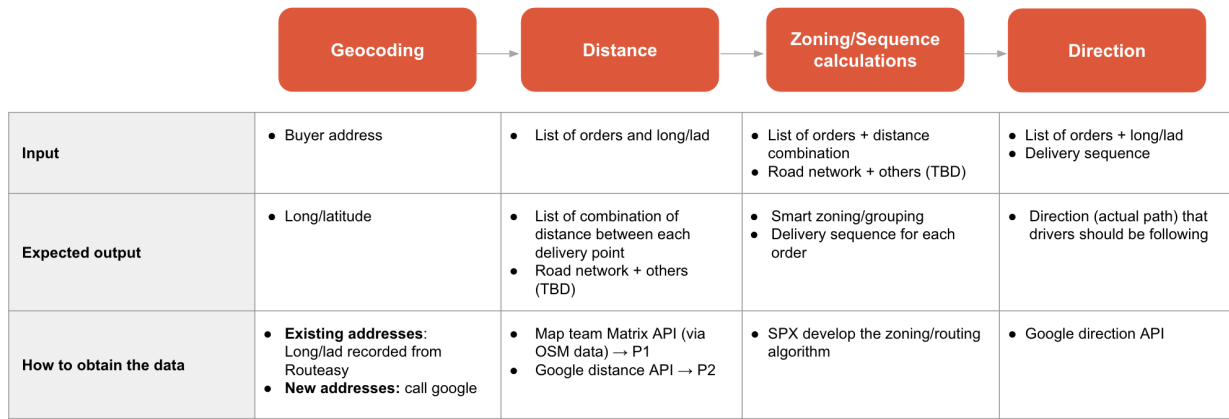 Geocoding
Distance
Zoning/Sequence
calculations
Direction
Input
● Buyer address
● List of orders and long/lad
● List of orders + distance
combination
● Road network + others (TBD)
● List of orders + long/lad
● Delivery sequence
Expected output
● Long/latitude
● List of combination of
distance between each
delivery point
● Road network + others
(TBD)
● Smart zoning/grouping
● Delivery sequence for each
order
● Direction (actual path) that
drivers should be following
How to obtain the data
● Existing addresses:
Long/lad recorded from
Routeasy
● New addresses: call google
● Map team Matrix API (via
OSM data) → P1
● Google distance API → P2
● SPX develop the zoning/routing
algorithm
● Google direction API